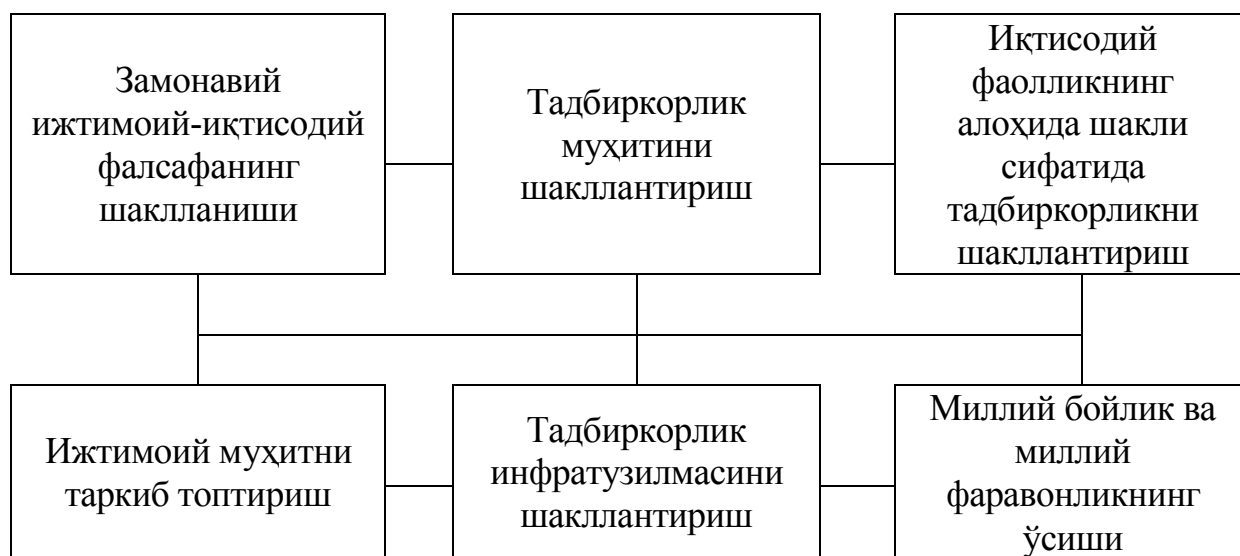 Замонавий
ижтимоий-иқтисодий
фалсафанинг
шаклланиши
Тадбиркорлик
муҳитини
шакллантириш
Иқтисодий
фаолликнинг
алоҳида шакли
сифатида
тадбиркорликни
шакллантириш
Ижтимоий муҳитни
таркиб топтириш
Тадбиркорлик
инфратузилмасини
шакллантириш
Миллий бойлик ва
миллий
фаравонликнинг
ўсиши